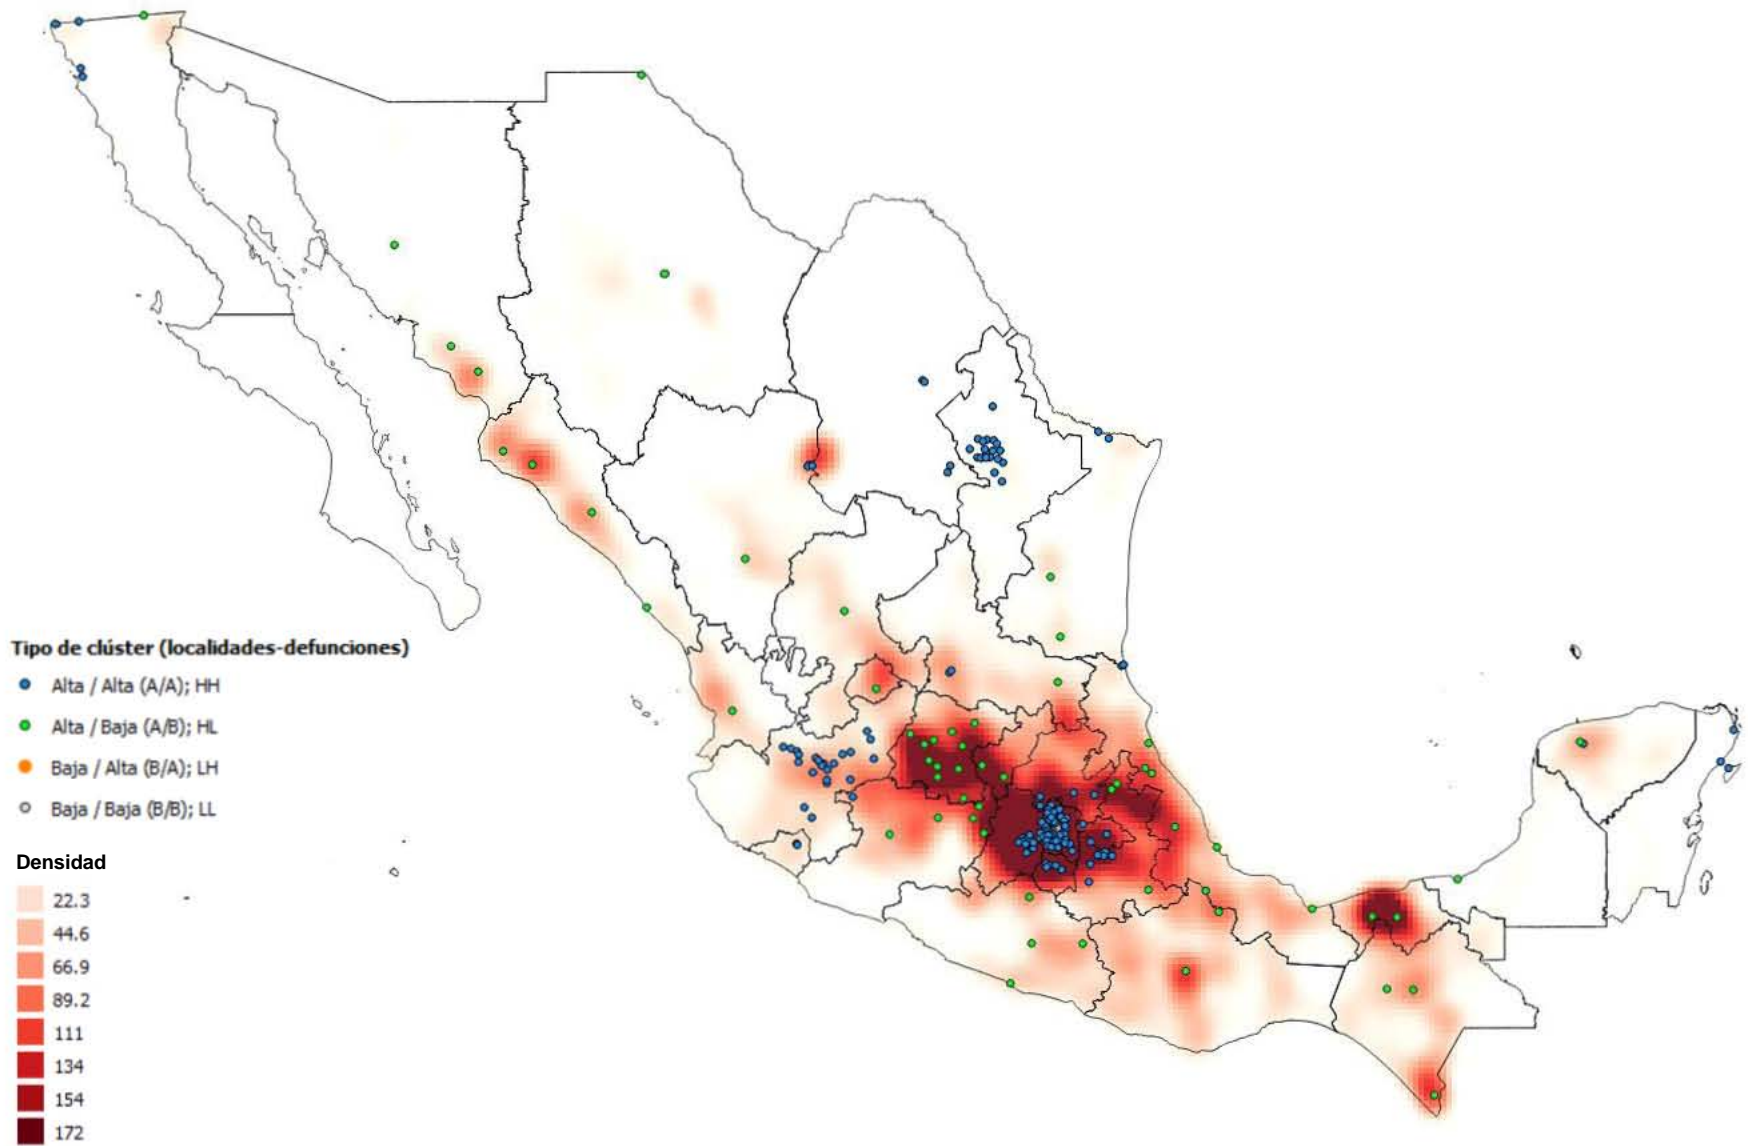 Tipo de clúster (localidades-defunciones)
Alta / Alta (A/A); HH
Alta / Baja (A/B); HL
Baja / Alta (B/A); LH
Baja / Baja (B/B); LL
Densidad
22.3
44.6
66.9
89.2
111
134
154
172